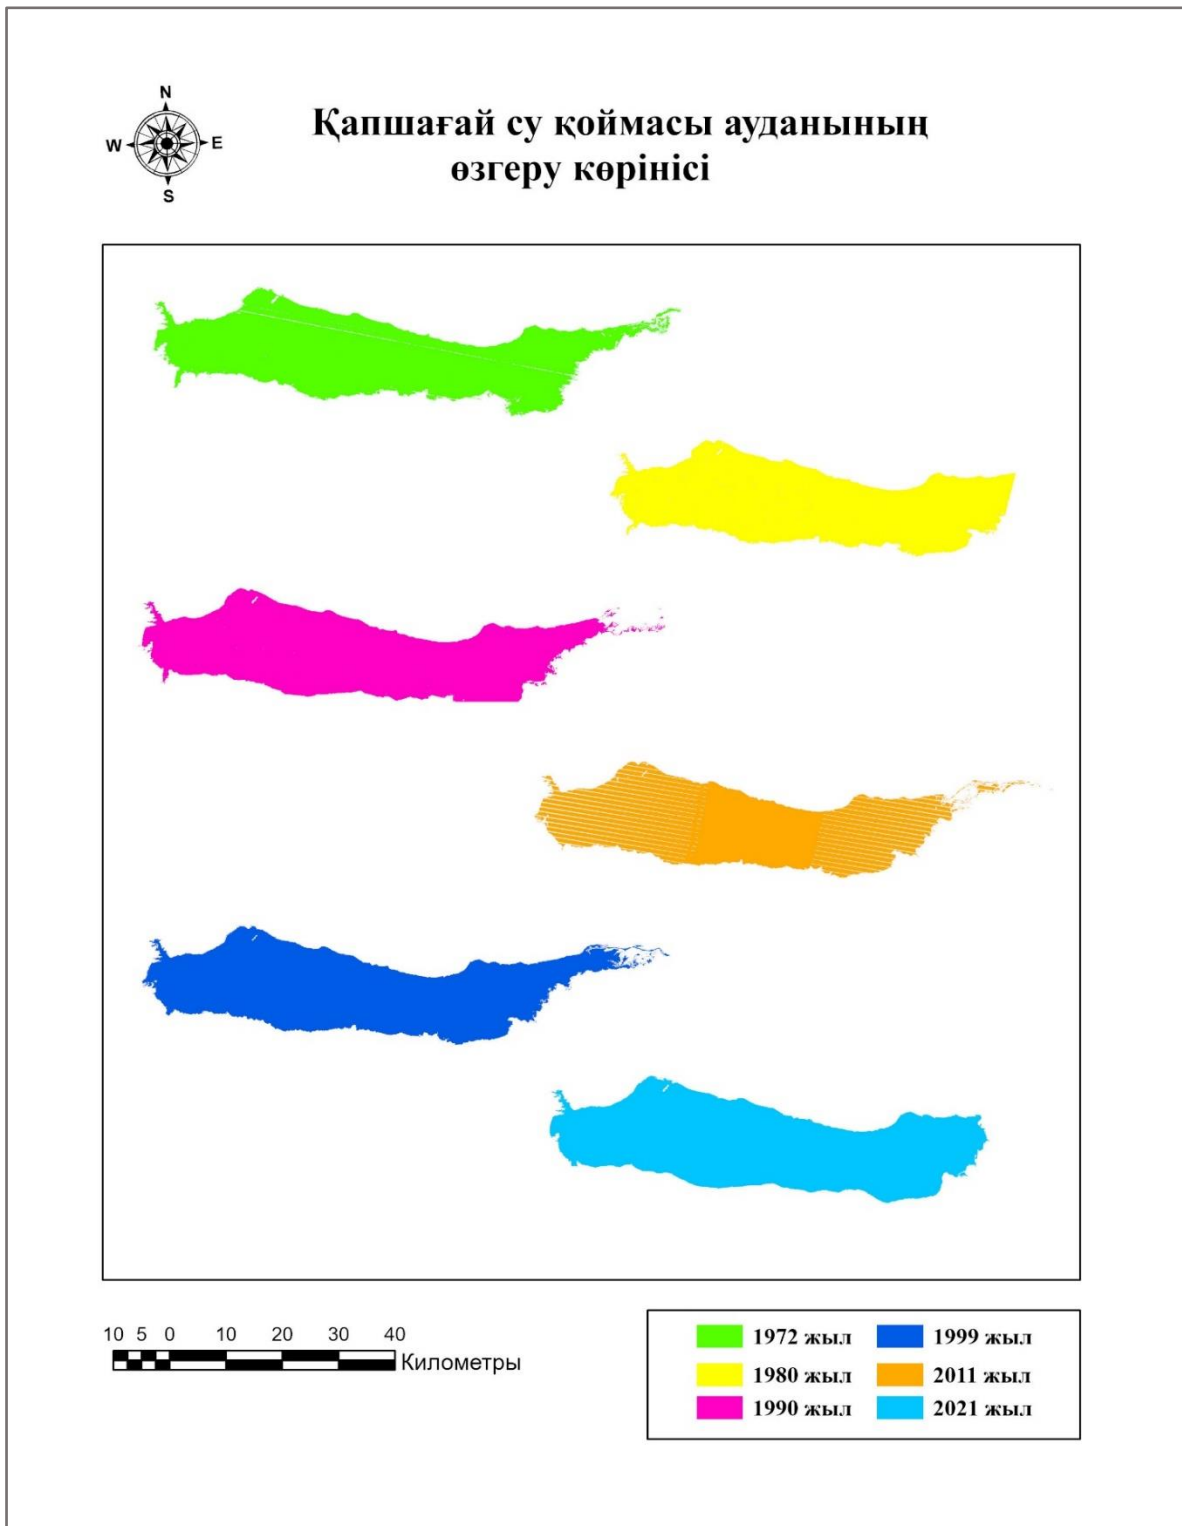 N
W E
S
Қапшағай су қоймасы ауданының
өзгеру көрінісі
10 5 0 10 20 30 40
Километры
1972 жыл 1999 жыл
1980 жыл 2011 жыл
1990 жыл 2021 жыл